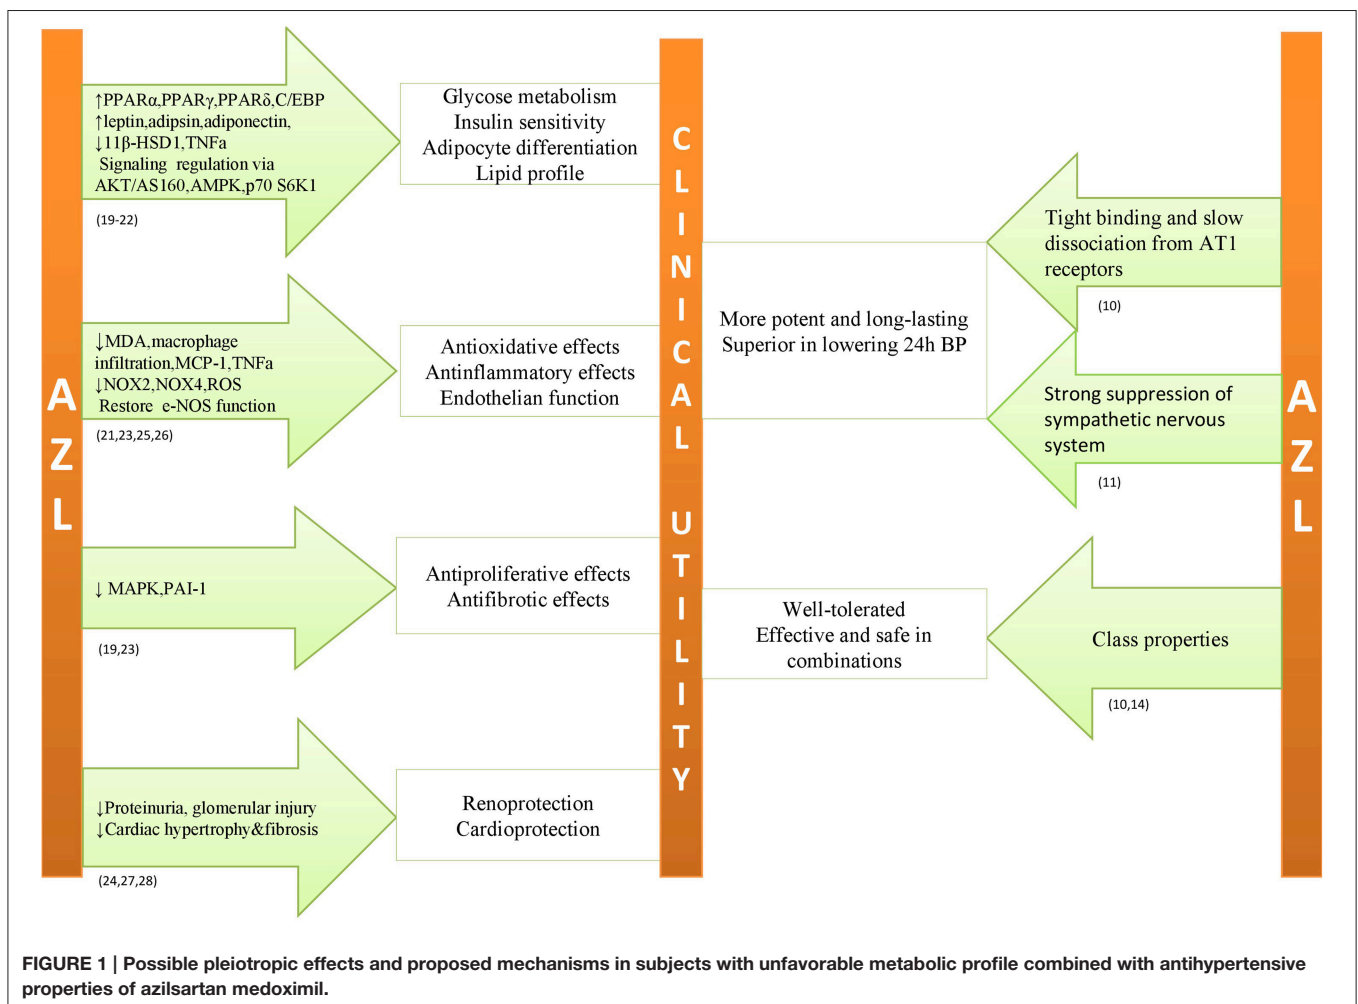 AZL
↑PPARα,PPARγ,PPARδ,C/EBP
↑leptin,adipsin,adiponectin,
↓11β-HSD1,TNFa
Signaling regulation via
AKT/AS160,AMPK,p70 S6K1
(19-22)
Glycose metabolism
Insulin sensitivity
Adipocyte differentiation
Lipid profile
↓MDA,macrophage
infiltration,MCP-1,TNFa
↓NOX2,NOX4,ROS
Restore e-NOS function
(21,23,25,26)
Antioxidative effects
Antinflammatory effects
Endothelian function
↓ MAPK,PAI-1
(19,23)
Antiproliferative effects
Antifibrotic effects
↓Proteinuria, glomerular injury
↓Cardiac hypertrophy&fibrosis
(24,27,28)
Renoprotection
Cardioprotection
CLINICAL UTILITY
More potent and long-lasting
Superior in lowering 24h BP
Tight binding and slow
dissociation from AT1
receptors
(10)
Strong suppression of
sympathetic nervous
system
(11)
Well-tolerated
Effective and safe in
combinations
Class properties
(10,14)
AZL
FIGURE 1 | Possible pleiotropic effects and proposed mechanisms in subjects with unfavorable metabolic profile combined with antihypertensive
properties of azilsartan medoximil.